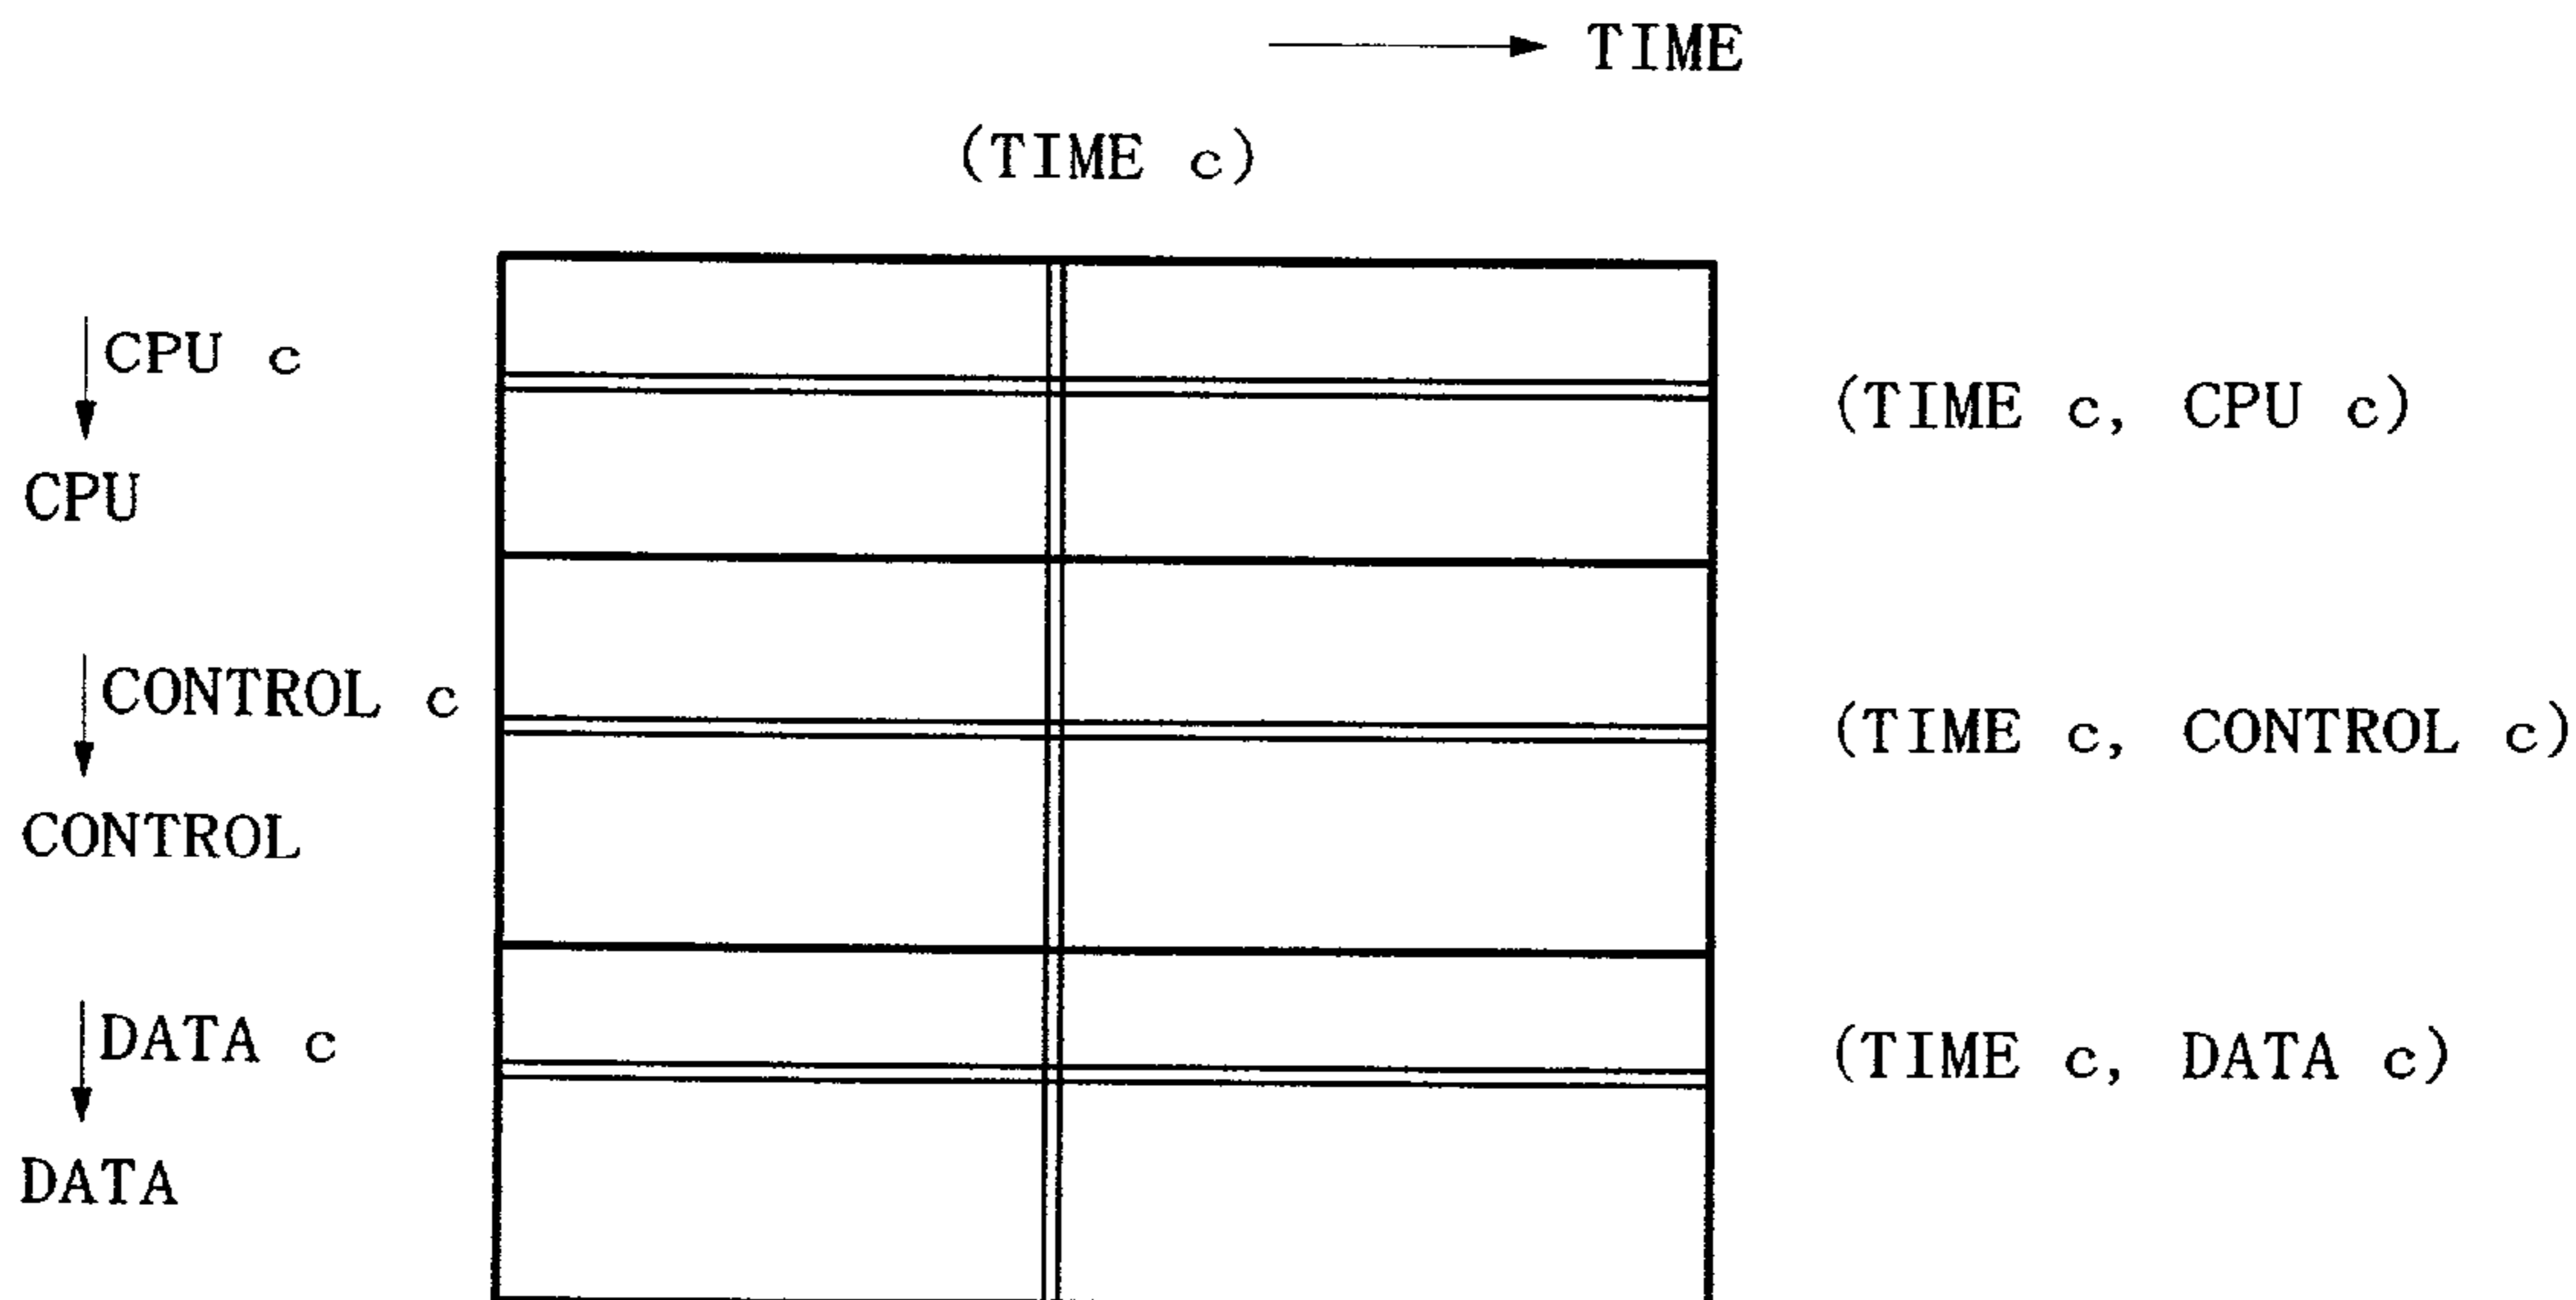 TIME
(TIME c)
CPU c
(TIME c, CPU c)
CPU
CONTROL c
(TIME c, CONTROL c)
CONTROL
DATA c
(TIME c, DATA c)
DATA